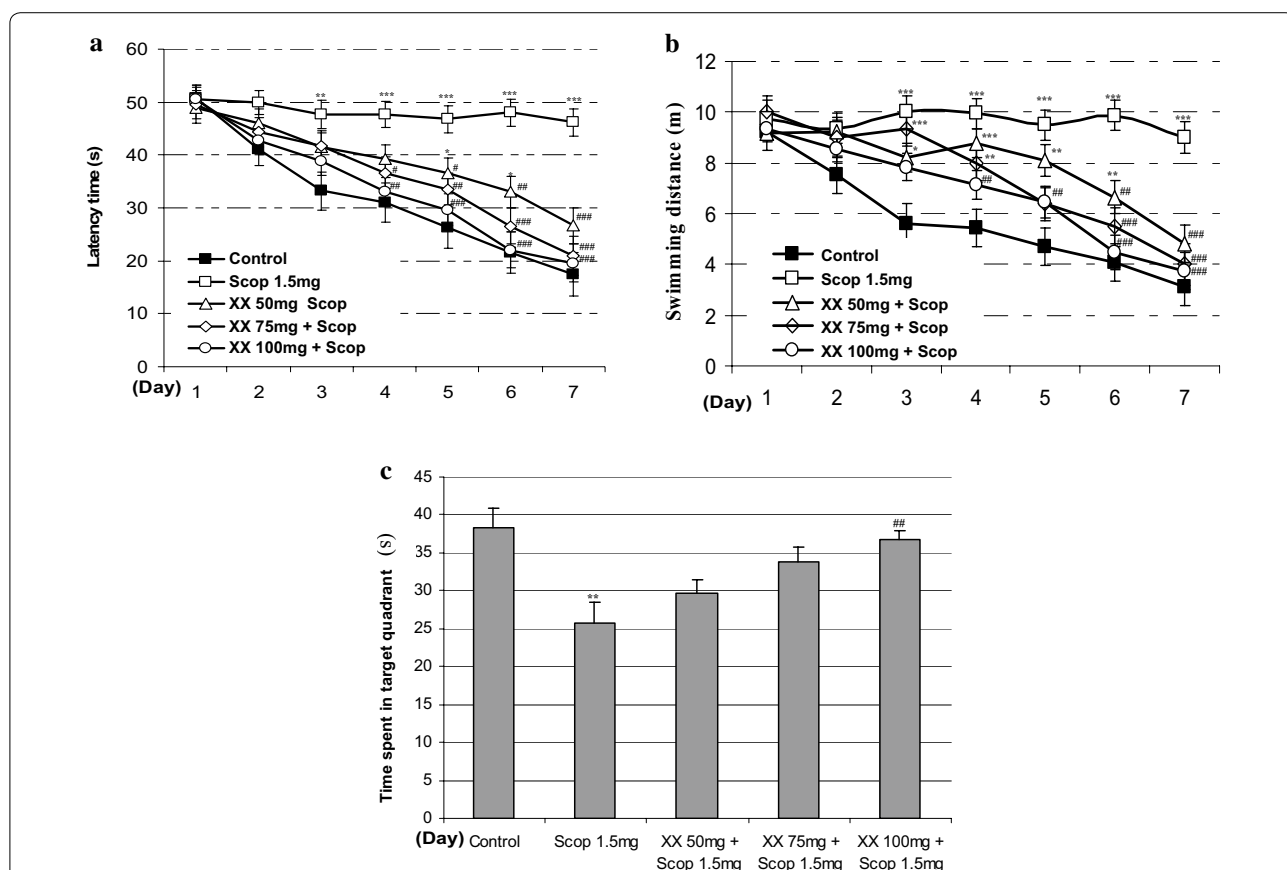 a
60
50
40
30
20
10
0
Latency time (s)
** *** *** *** ***
# # * * ##
## ## ### ###
### ### ###
###
Control
Scop 1.5mg
XX 50mg Scop
XX 75mg + Scop
XX 100mg + Scop
(Day) 1 2 3 4 5 6 7
b
12
10
8
6
4
2
0
Swimming distance (m)
*** *** *** *** ***
*** *** ** **
* ** ## ##
## ### ###
### ###
###
Control
Scop 1.5mg
XX 50mg + Scop
XX 75mg + Scop
XX 100mg + Scop
(Day) 1 2 3 4 5 6 7
c
45
40
35
30
25
20
15
10
5
0
Time spent in target quadrant (s)
**
##
(Day) Control Scop 1.5mg XX 50mg + XX 75mg + XX 100mg +
Scop 1.5mg Scop 1.5mg Scop 1.5mg